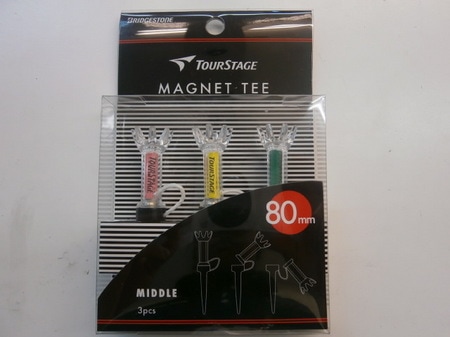 BRIDGESTONE
TOURSTAGE
MAGNET TEE
TOURSTAGE
TOURSTAGE
80mm
MIDDLE
3pcs